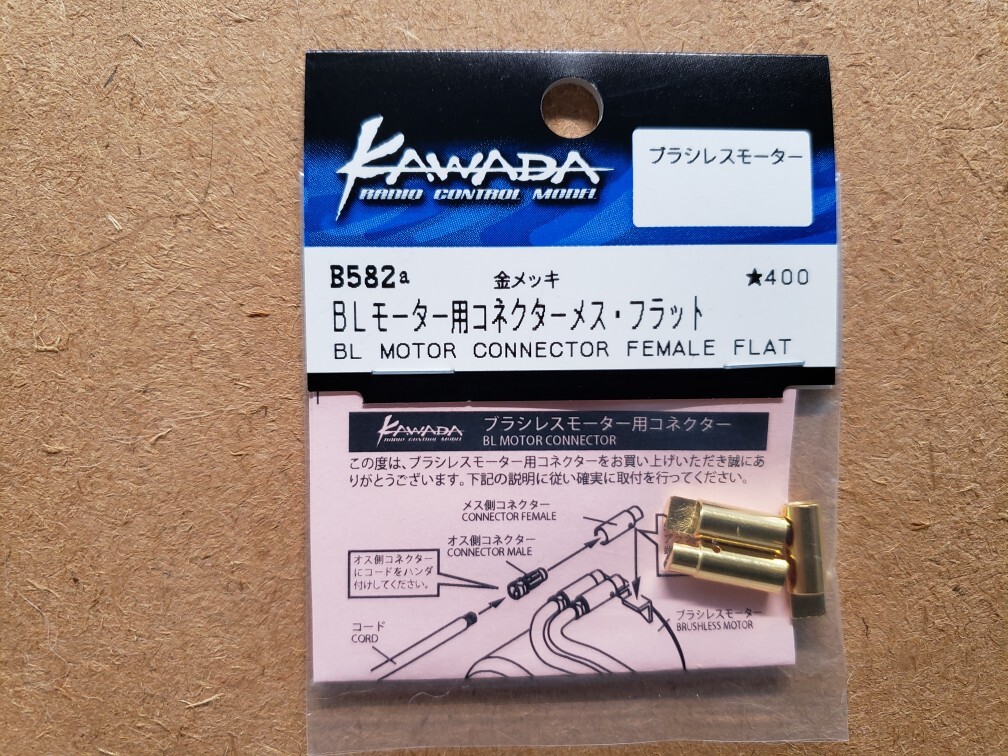 KAWADA
RADIO CONTROL MODEL
ブラシレスモーター
B582a 金メッキ ★400
BLモーター用コネクターメス・フラット
BL MOTOR CONNECTOR FEMALE FLAT
KAWADA
RADIO CONTROL MODEL
ブラシレスモーター用コネクター
BL MOTOR CONNECTOR
この度は、ブラシレスモーター用コネクターをお買い上げいただき誠にあ
りがとうございます。下記の説明に従い確実に取付を行ってください。
メス側コネクター
CONNECTOR FEMALE
オス側コネクター
CONNECTOR MALE
オス側コネクター
にコードをハンダ
付けしてください。
コード
CORD
ブラシレスモーター
BRUSHLESS MOTOR